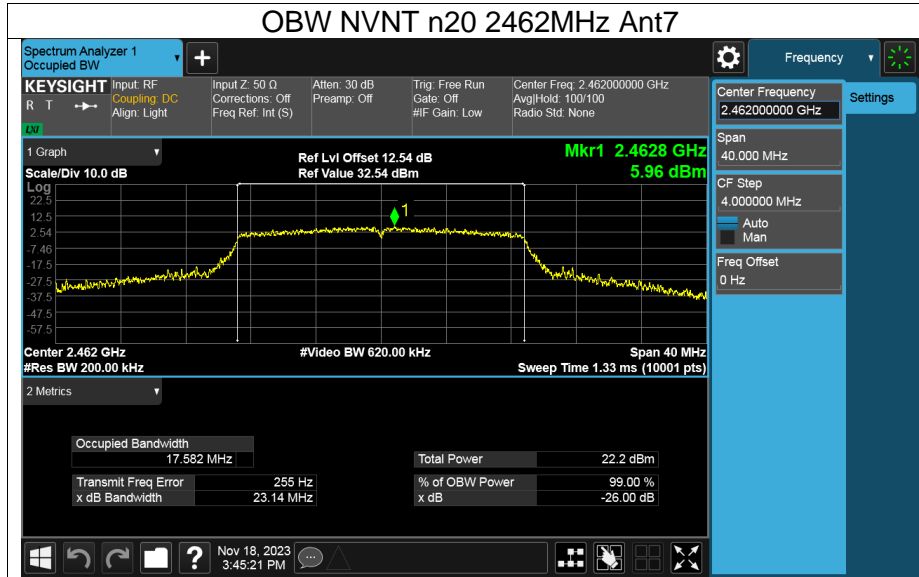 OBW NVNT n20 2462MHz Ant7
Spectrum Analyzer 1
Occupied BW
+
Frequency
KEYSIGHT
R T
LXI
Input: RF
Coupling: DC
Align: Light
Input Z: 50 Ω
Corrections: Off
Freq Ref: Int (S)
Atten: 30 dB
Preamp: Off
Trig: Free Run
Gate: Off
#IF Gain: Low
Center Freq: 2.462000000 GHz
Avg|Hold: 100/100
Radio Std: None
Center Frequency
2.462000000 GHz
Settings
Span
40.000 MHz
CF Step
4.000000 MHz
Auto
Man
Freq Offset
0 Hz
1 Graph
Scale/Div 10.0 dB
Ref Lvl Offset 12.54 dB
Ref Value 32.54 dBm
Mkr1 2.4628 GHz
5.96 dBm
Log
22.5
12.5
2.54
-7.46
-17.5
-27.5
-37.5
-47.5
-57.5
1
Center 2.462 GHz
#Res BW 200.00 kHz
#Video BW 620.00 kHz
Span 40 MHz
Sweep Time 1.33 ms (10001 pts)
2 Metrics
Occupied Bandwidth
17.582 MHz
Total Power 22.2 dBm
Transmit Freq Error 255 Hz
% of OBW Power 99.00 %
x dB Bandwidth 23.14 MHz
x dB -26.00 dB
?
Nov 18, 2023
3:45:21 PM